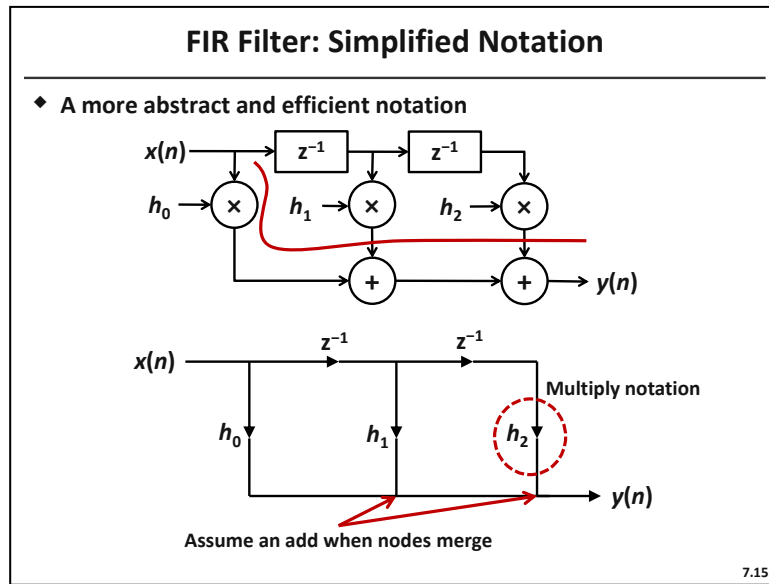 FIR Filter: Simplified Notation
◆ A more abstract and efficient notation
x(n) z⁻¹ z⁻¹
h₀ × h₁ × h₂ ×
+ + y(n)
z⁻¹ z⁻¹
x(n)
Multiply notation
h₀ h₁ h₂
y(n)
Assume an add when nodes merge
7.15